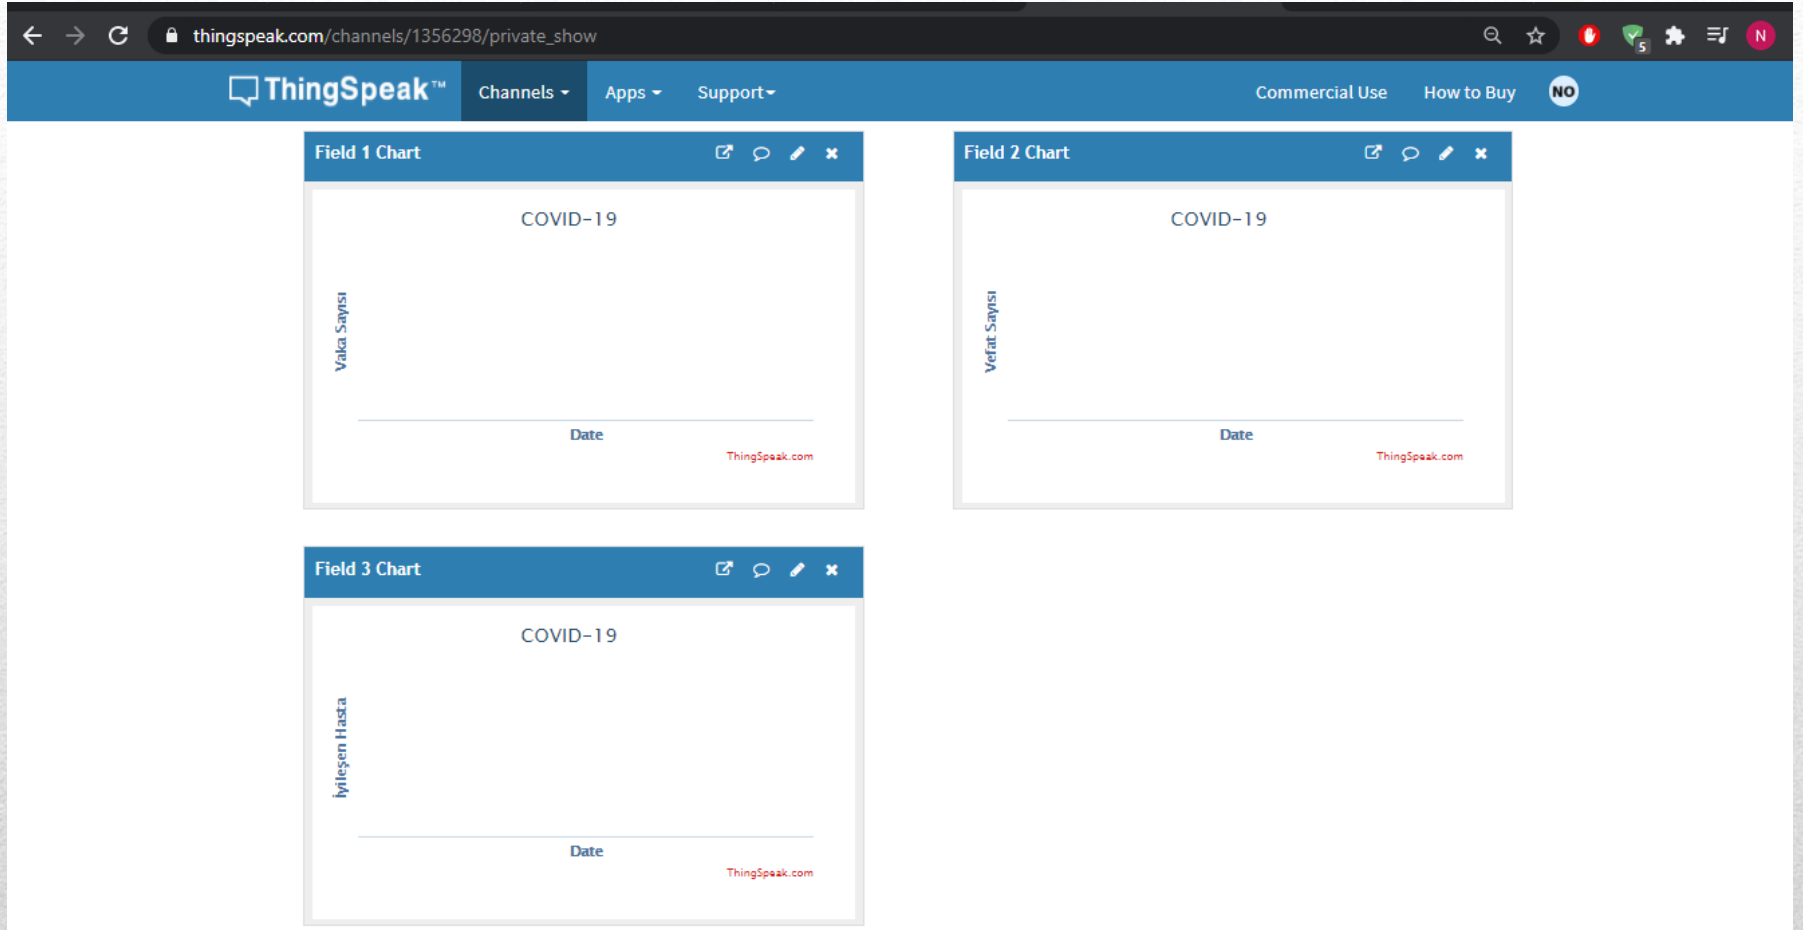 thingspeak.com/channels/1356298/private_show
5
N
ThingSpeak™
Channels
Apps
Support
Commercial Use
How to Buy
NO
Field 1 Chart
COVID-19
Vaka Sayısı
Date
ThingSpeak.com
Field 2 Chart
COVID-19
Vefat Sayısı
Date
ThingSpeak.com
Field 3 Chart
COVID-19
İyileşen Hasta
Date
ThingSpeak.com